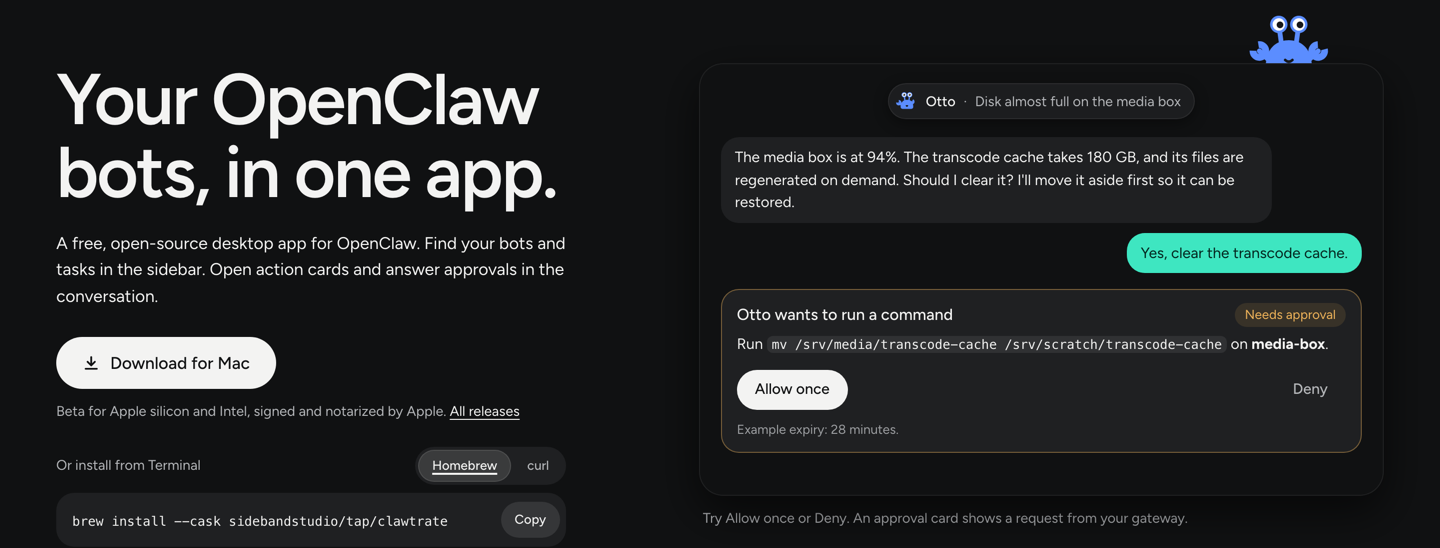 Your OpenClaw
bots, in one app.
A free, open-source desktop app for OpenClaw. Find your bots and
tasks in the sidebar. Open action cards and answer approvals in the
conversation.
Download for Mac
Beta for Apple silicon and Intel, signed and notarized by Apple. All releases
Or install from Terminal
Homebrew
curl
brew install --cask sidebandstudio/tap/clawtrate
Copy
Otto · Disk almost full on the media box
The media box is at 94%. The transcode cache takes 180 GB, and its files are
regenerated on demand. Should I clear it? I'll move it aside first so it can be
restored.
Yes, clear the transcode cache.
Otto wants to run a command
Needs approval
Run mv /srv/media/transcode-cache /srv/scratch/transcode-cache on media-box.
Allow once
Deny
Example expiry: 28 minutes.
Try Allow once or Deny. An approval card shows a request from your gateway.